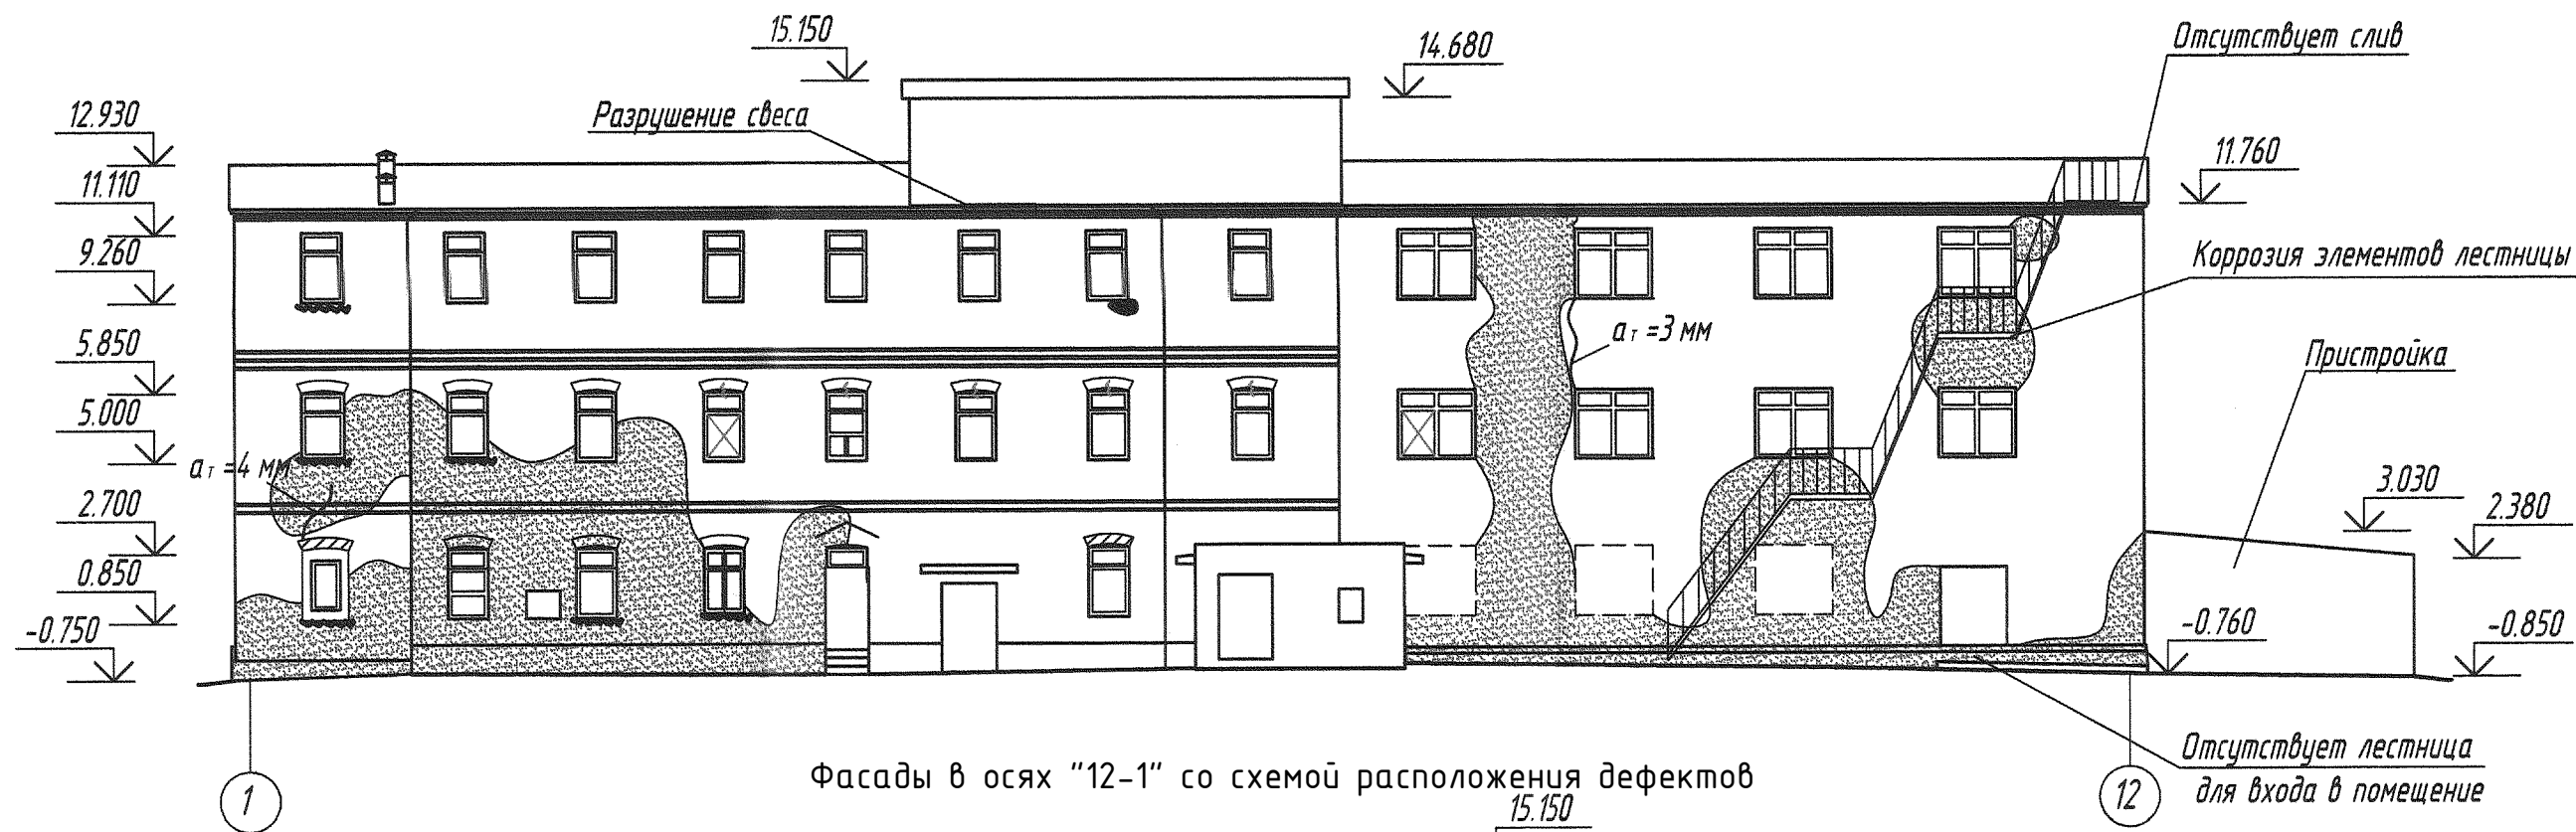 15.150
14.680
Отсутствует слив
12.930
Разрушение свеса
11.760
11.110
9.260
Коррозия элементов лестницы
5.850
aт =3 мм
Пристройка
5.000
aт =4 мм
3.030
2.700
2.380
0.850
-0.750
-0.760
-0.850
Отсутствует лестница
для входа в помещение
1
12
Фасады в осях "12-1" со схемой расположения дефектов
15.150